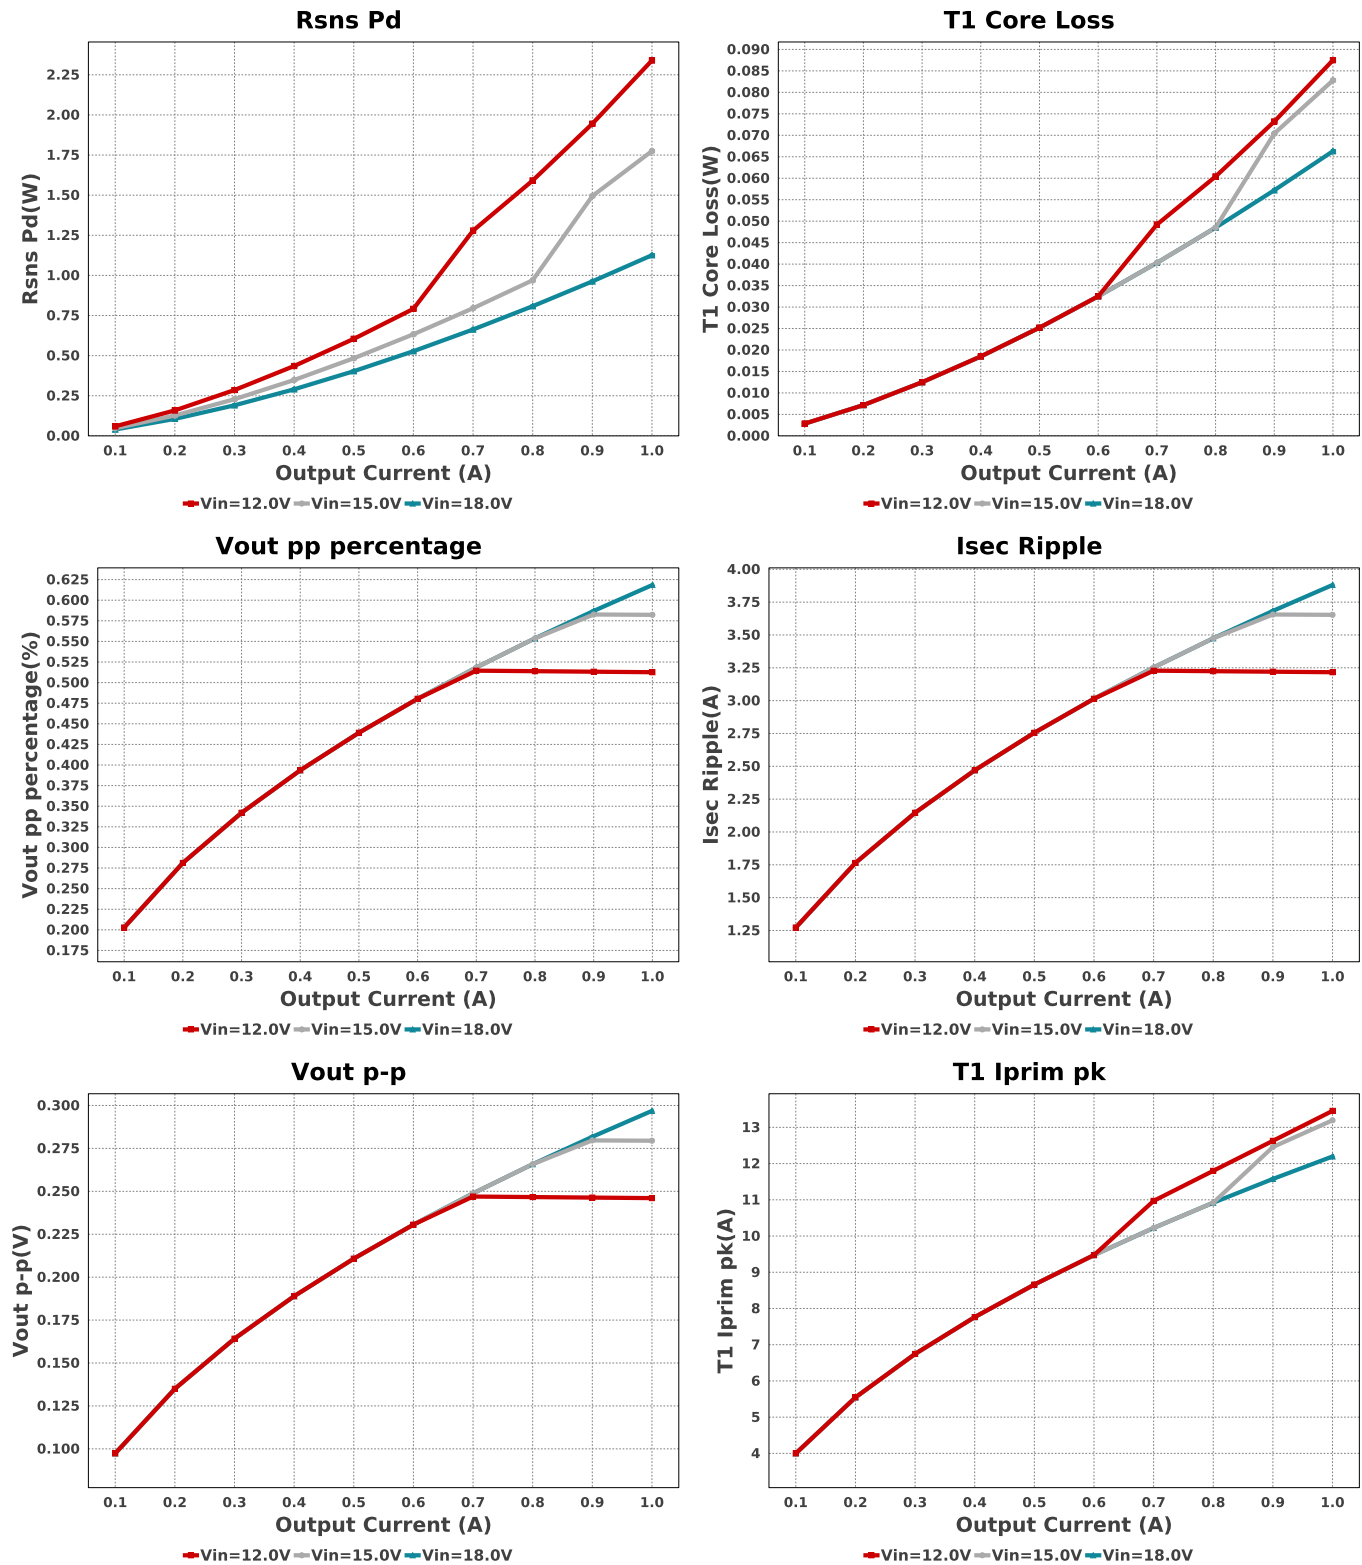 Rsns Pd
Rsns Pd(W)
2.25
2.00
1.75
1.50
1.25
1.00
0.75
0.50
0.25
0.00
0.1 0.2 0.3 0.4 0.5 0.6 0.7 0.8 0.9 1.0
Output Current (A)
Vin=12.0V Vin=15.0V Vin=18.0V
T1 Core Loss
T1 Core Loss(W)
0.090
0.085
0.080
0.075
0.070
0.065
0.060
0.055
0.050
0.045
0.040
0.035
0.030
0.025
0.020
0.015
0.010
0.005
0.000
0.1 0.2 0.3 0.4 0.5 0.6 0.7 0.8 0.9 1.0
Output Current (A)
Vin=12.0V Vin=15.0V Vin=18.0V
Vout pp percentage
Vout pp percentage(%)
0.625
0.600
0.575
0.550
0.525
0.500
0.475
0.450
0.425
0.400
0.375
0.350
0.325
0.300
0.275
0.250
0.225
0.200
0.175
0.1 0.2 0.3 0.4 0.5 0.6 0.7 0.8 0.9 1.0
Output Current (A)
Vin=12.0V Vin=15.0V Vin=18.0V
Isec Ripple
Isec Ripple(A)
4.00
3.75
3.50
3.25
3.00
2.75
2.50
2.25
2.00
1.75
1.50
1.25
0.1 0.2 0.3 0.4 0.5 0.6 0.7 0.8 0.9 1.0
Output Current (A)
Vin=12.0V Vin=15.0V Vin=18.0V
Vout p-p
Vout p-p(V)
0.300
0.275
0.250
0.225
0.200
0.175
0.150
0.125
0.100
0.1 0.2 0.3 0.4 0.5 0.6 0.7 0.8 0.9 1.0
Output Current (A)
Vin=12.0V Vin=15.0V Vin=18.0V
T1 Iprim pk
T1 Iprim pk(A)
13
12
11
10
9
8
7
6
5
4
0.1 0.2 0.3 0.4 0.5 0.6 0.7 0.8 0.9 1.0
Output Current (A)
Vin=12.0V Vin=15.0V Vin=18.0V